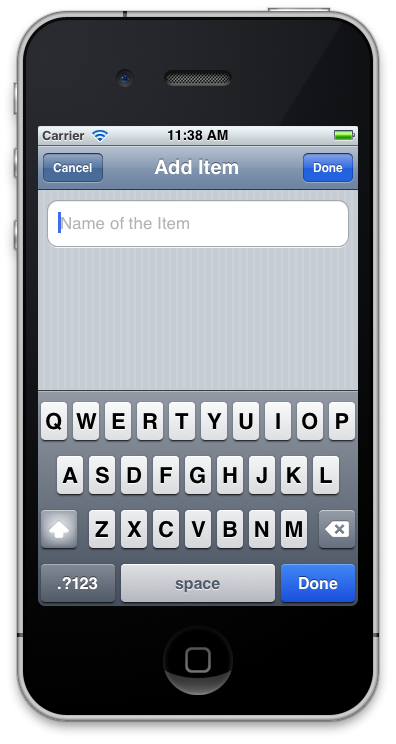 Carrier 11:38 AM
Cancel Add Item Done
Name of the Item
Q W E R T Y U I O P
A S D F G H J K L
Z X C V B N M
.?123 space Done